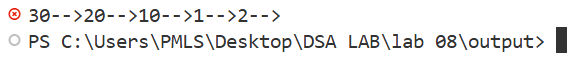 30-->20-->10-->1-->2-->
PS C:\Users\PMLS\Desktop\DSA LAB\lab 08\output>